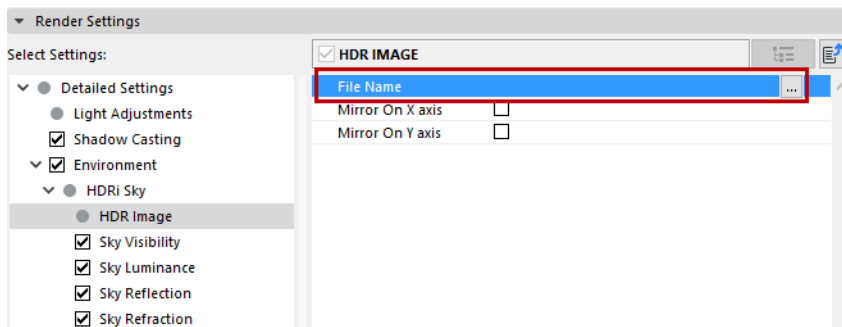 Render Settings
Select Settings:
HDR IMAGE
Detailed Settings
Light Adjustments
Shadow Casting
Environment
HDRi Sky
HDR Image
Sky Visibility
Sky Luminance
Sky Reflection
Sky Refraction
File Name
...
Mirror On X axis
Mirror On Y axis